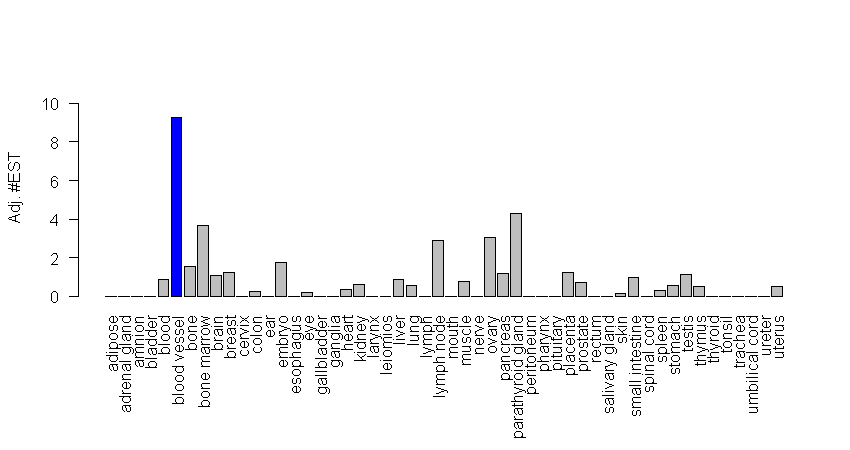 Adj. #EST
10
8
6
4
2
0
adipose
adrenal gland
amnion
bladder
blood
blood vessel
bone
bone marrow
brain
breast
cervix
colon
ear
embryo
esophagus
eye
gallbladder
ganglia
heart
kidney
larynx
leiomios
liver
lung
lymph
lymph node
mouth
muscle
nerve
ovary
pancreas
parathyroid gland
peritoneum
pharynx
pituitary
placenta
prostate
rectum
salivary gland
skin
small intestine
spinal cord
spleen
stomach
testis
thymus
thyroid
tonsil
trachea
umbilical cord
ureter
uterus